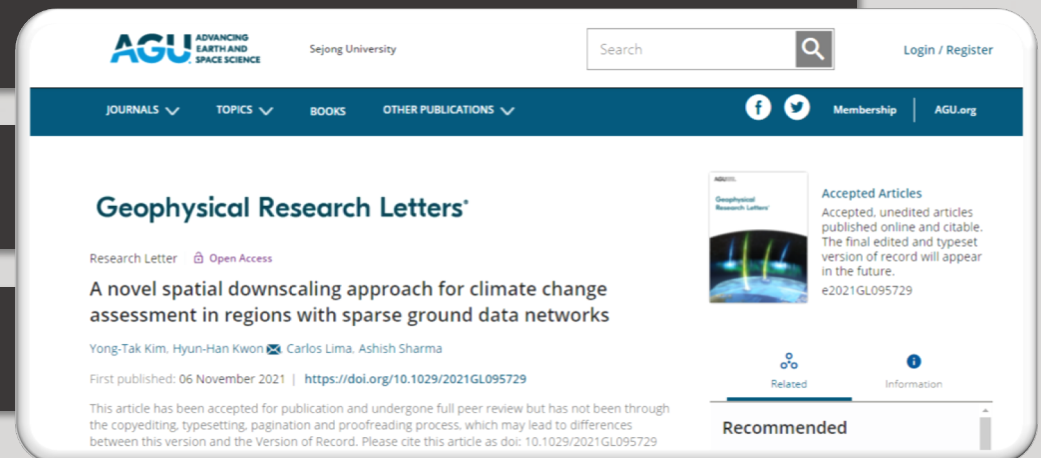 AGU ADVANCING
EARTH AND
SPACE SCIENCE
Sejong University
Search
Login / Register
JOURNALS
TOPICS
BOOKS
OTHER PUBLICATIONS
Membership
AGU.org
Geophysical Research Letters®
Research Letter Open Access
A novel spatial downscaling approach for climate change
assessment in regions with sparse ground data networks
Yong-Tak Kim, Hyun-Han Kwon, Carlos Lima, Ashish Sharma
First published: 06 November 2021 | https://doi.org/10.1029/2021GL095729
This article has been accepted for publication and undergone full peer review but has not been through
the copyediting, typesetting, pagination and proofreading process, which may lead to differences
between this version and the Version of Record. Please cite this article as doi: 10.1029/2021GL095729
Geophysical
Research Letters
Accepted Articles
Accepted, unedited articles
published online and citable.
The final edited and typeset
version of record will appear
in the future.
e2021GL095729
Related
Information
Recommended